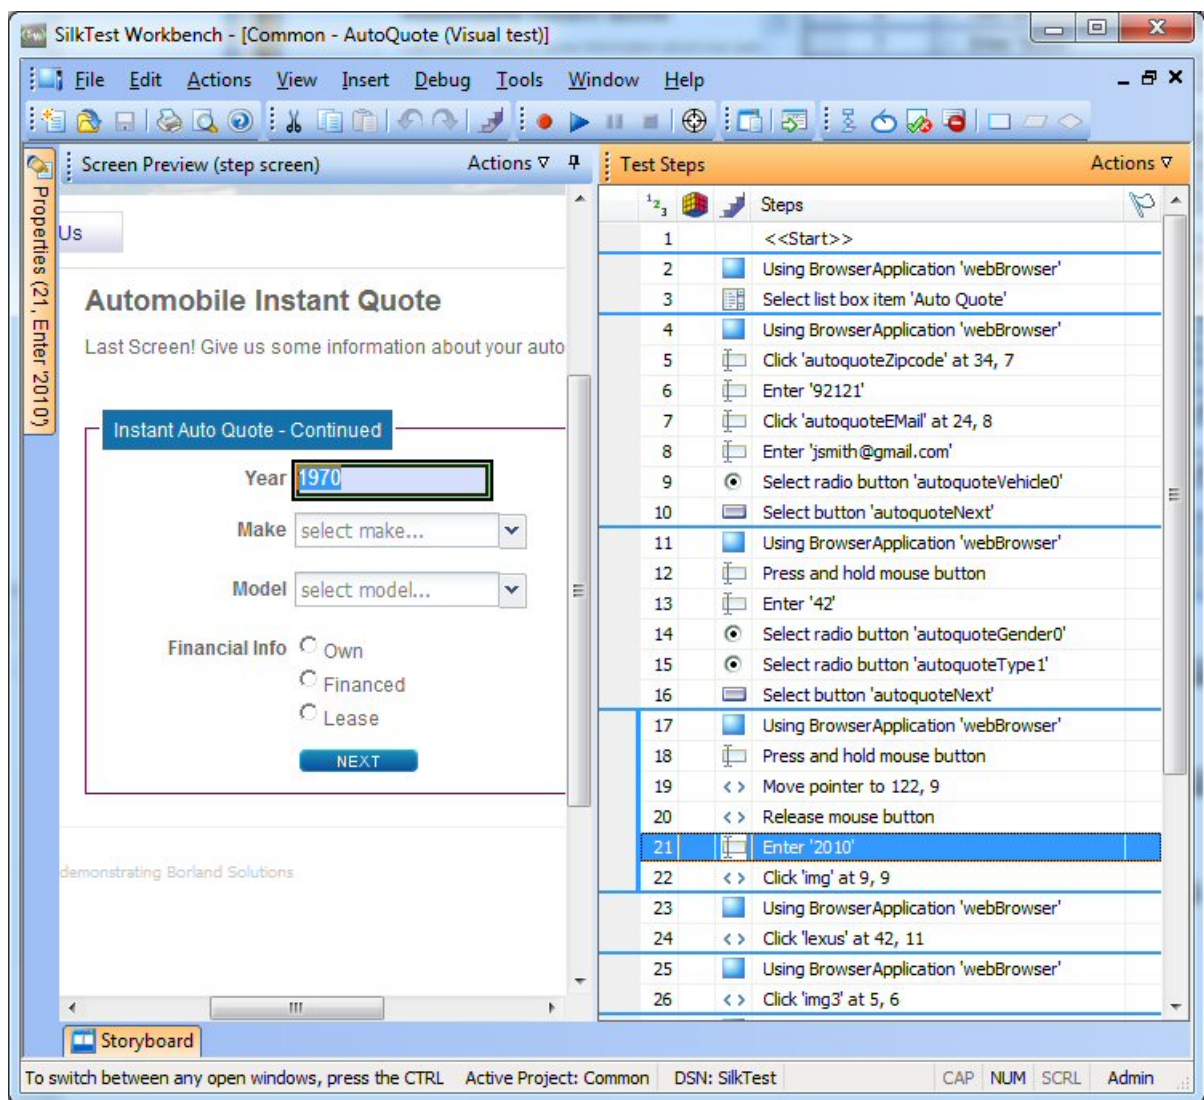 SilkTest Workbench - [Common - AutoQuote (Visual test)]
File Edit Actions View Insert Debug Tools Window Help
Properties (21, Enter '2010')
Screen Preview (step screen) Actions
Us
Automobile Instant Quote
Last Screen! Give us some information about your auto
Instant Auto Quote - Continued
Year 1970
Make select make...
Model select model...
Financial Info Own
Financed
Lease
NEXT
demonstrating Borland Solutions
Test Steps Actions
Steps
1 <<Start>>
2 Using BrowserApplication 'webBrowser'
3 Select list box item 'Auto Quote'
4 Using BrowserApplication 'webBrowser'
5 Click 'autoquoteZipcode' at 34, 7
6 Enter '92121'
7 Click 'autoquoteEMail' at 24, 8
8 Enter 'jsmith@gmail.com'
9 Select radio button 'autoquoteVehicle0'
10 Select button 'autoquoteNext'
11 Using BrowserApplication 'webBrowser'
12 Press and hold mouse button
13 Enter '42'
14 Select radio button 'autoquoteGender0'
15 Select radio button 'autoquoteType1'
16 Select button 'autoquoteNext'
17 Using BrowserApplication 'webBrowser'
18 Press and hold mouse button
19 Move pointer to 122, 9
20 Release mouse button
21 Enter '2010'
22 Click 'img' at 9, 9
23 Using BrowserApplication 'webBrowser'
24 Click 'lexus' at 42, 11
25 Using BrowserApplication 'webBrowser'
26 Click 'img3' at 5, 6
Storyboard
To switch between any open windows, press the CTRL Active Project: Common DSN: SilkTest CAP NUM SCRL Admin